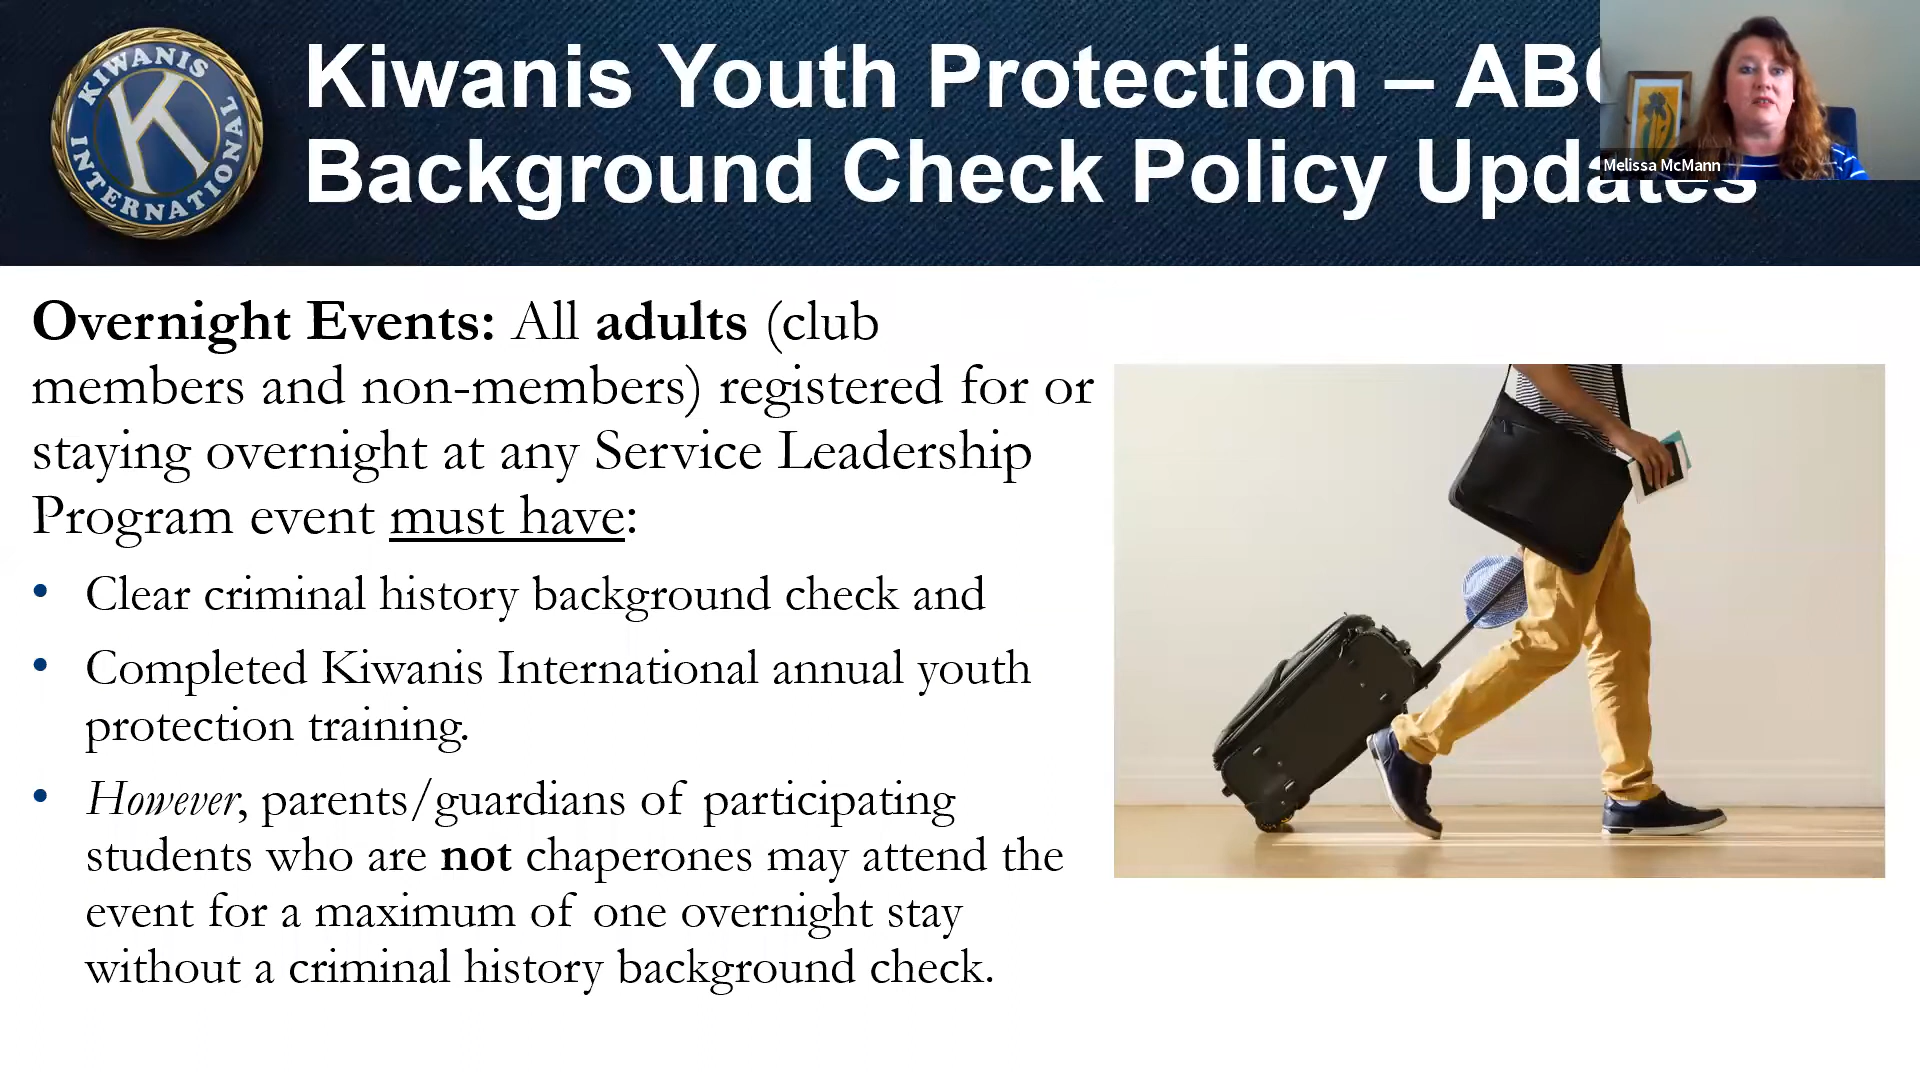 KIWANIS
INTERNATIONAL
K
Kiwanis Youth Protection –
Background Check Policy Updates
Melissa McMann
Overnight Events: All adults (club
members and non-members) registered for or
staying overnight at any Service Leadership
Program event must have:
• Clear criminal history background check and
• Completed Kiwanis International annual youth
protection training.
• However, parents/guardians of participating
students who are not chaperones may attend the
event for a maximum of one overnight stay
without a criminal history background check.